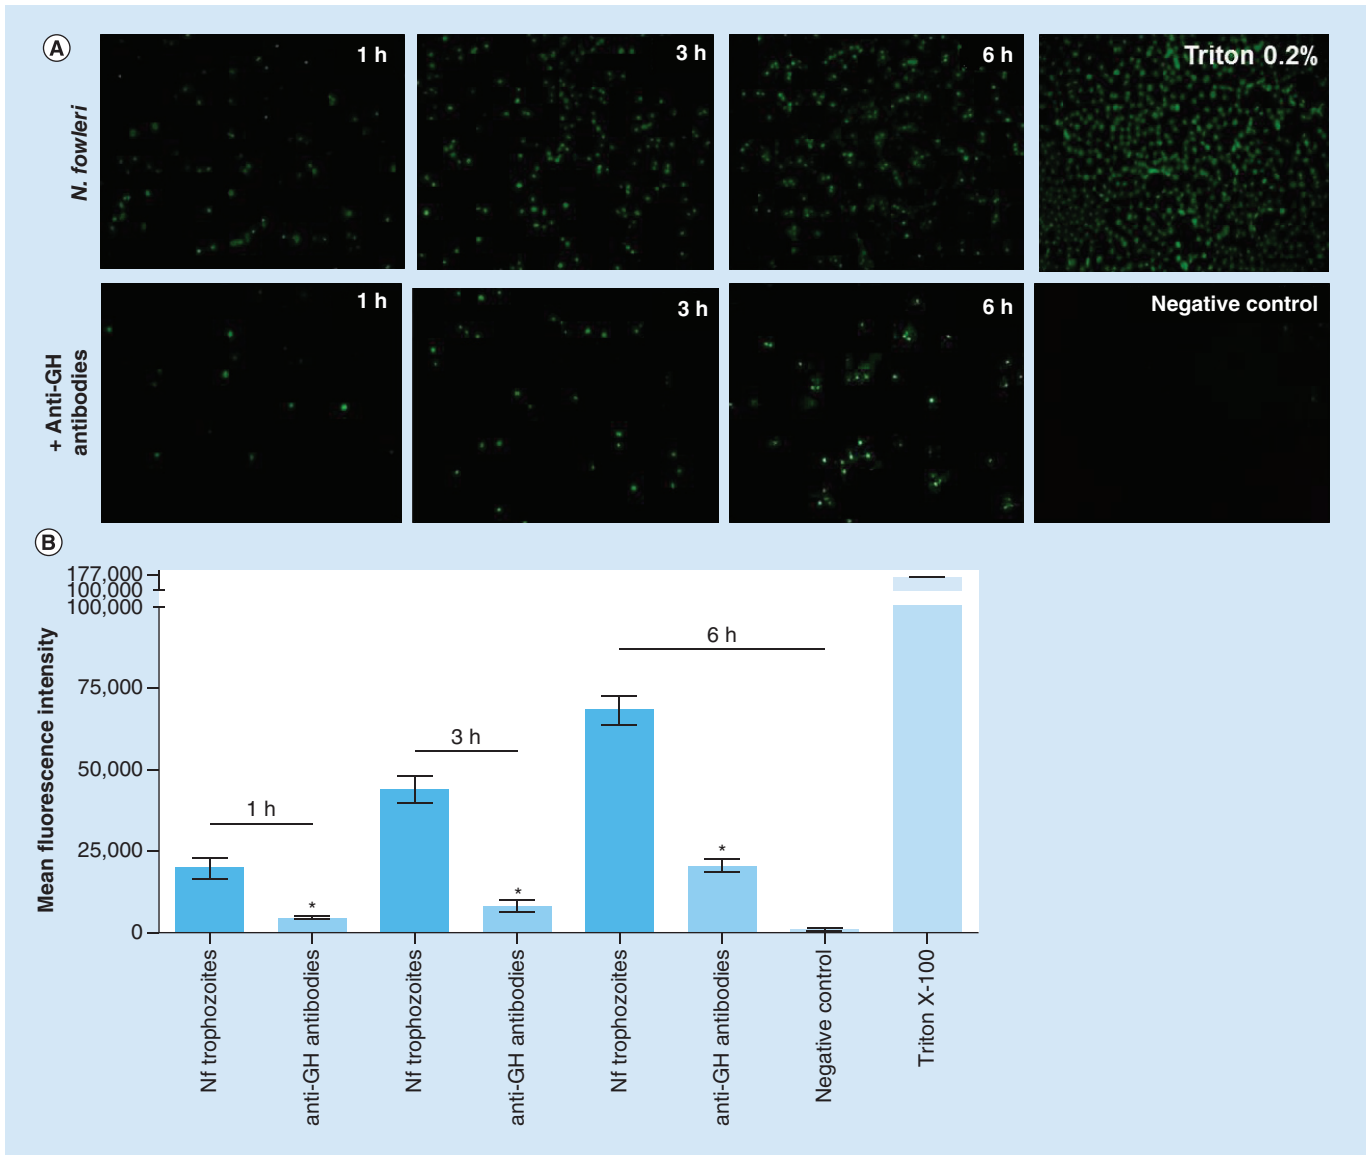 A
N. fowleri
1 h
3 h
6 h
Triton 0.2%
+ Anti-GH
antibodies
1 h
3 h
6 h
Negative control
B
Mean fluorescence intensity
177,000
100,000
100,000
75,000
50,000
25,000
0
1 h
3 h
6 h
*
*
*
Nf trophozoites
anti-GH antibodies
Nf trophozoites
anti-GH antibodies
Nf trophozoites
anti-GH antibodies
Negative control
Triton X-100